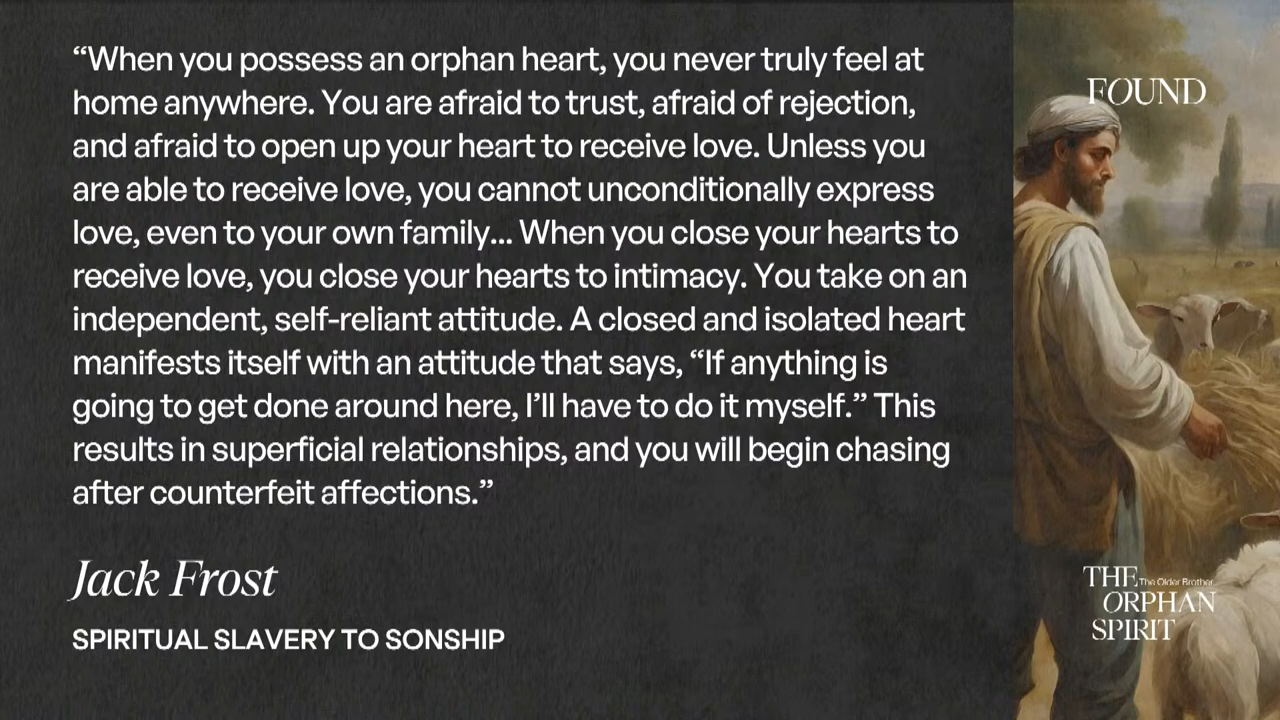 “When you possess an orphan heart, you never truly feel at
home anywhere. You are afraid to trust, afraid of rejection,
and afraid to open up your heart to receive love. Unless you
are able to receive love, you cannot unconditionally express
love, even to your own family... When you close your hearts to
receive love, you close your hearts to intimacy. You take on an
independent, self-reliant attitude. A closed and isolated heart
manifests itself with an attitude that says, “If anything is
going to get done around here, I’ll have to do it myself.” This
results in superficial relationships, and you will begin chasing
after counterfeit affections.”
Jack Frost
SPIRITUAL SLAVERY TO SONSHIP
FOUND
THE The Older Brother
ORPHAN
SPIRIT